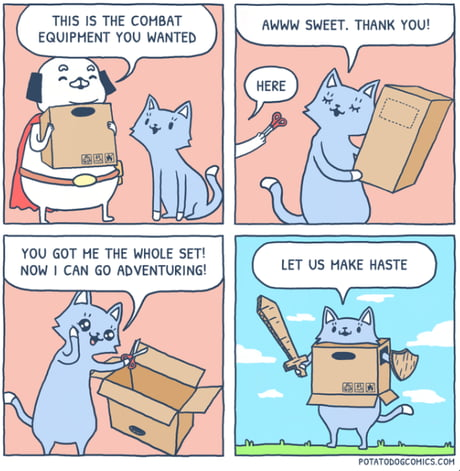 THIS IS THE COMBAT
EQUIPMENT YOU WANTED
AWWW SWEET. THANK YOU!
HERE
YOU GOT ME THE WHOLE SET!
NOW I CAN GO ADVENTURING!
LET US MAKE HASTE
POTATODOGCOMICS.COM